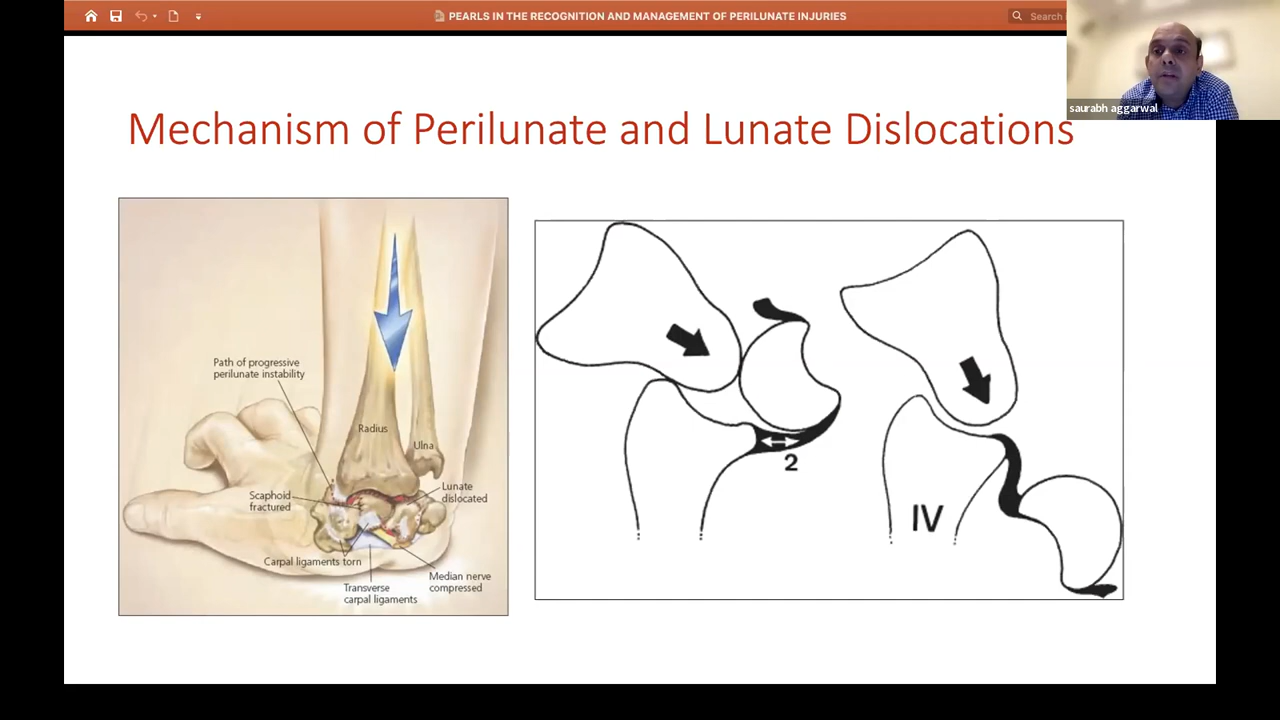 PEARLS IN THE RECOGNITION AND MANAGEMENT OF PERILUNATE INJURIES
Search
saurabh aggarwal
Mechanism of Perilunate and Lunate Dislocations
Path of progressive
perilunate instability
Radius
Ulna
Scaphoid
fractured
Lunate
dislocated
Carpal ligaments torn
Transverse
carpal ligaments
Median nerve
compressed
2
IV